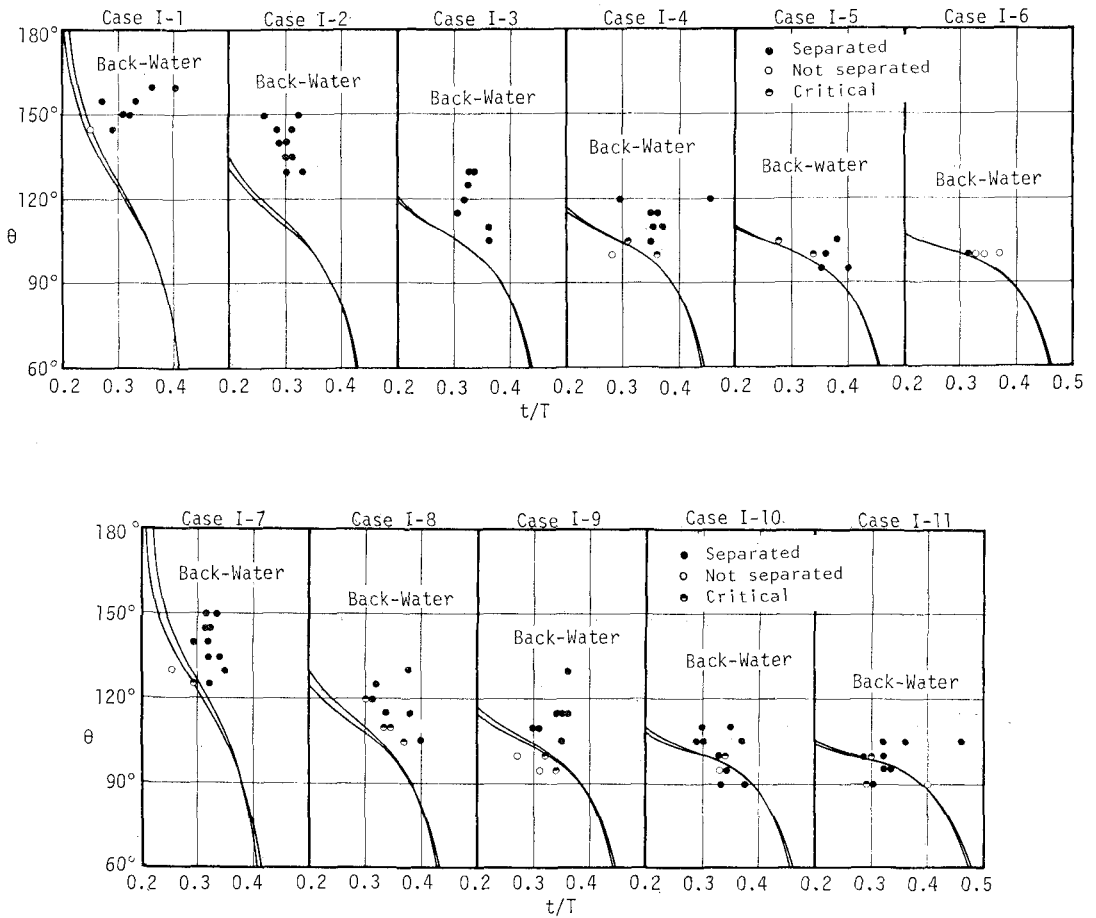 Case I-1 Case I-2 Case I-3 Case I-4 Case I-5 Case I-6
180°
Separated
Not separated
Critical
Back-Water
Back-Water
Back-Water
150°
Back-Water
Back-water
Back-Water
120°
θ
90°
60°
0.2 0.3 0.4 0.2 0.3 0.4 0.2 0.3 0.4 0.2 0.3 0.4 0.2 0.3 0.4 0.2 0.3 0.4 0.5
t/T
Case I-7 Case I-8 Case I-9 Case I-10. Case I-11
180°
Separated
Not separated
Critical
Back-Water
Back-Water
150°
Back-Water
Back-Water
Back-Water
120°
θ
90°
60°
0.2 0.3 0.4 0.2 0.3 0.4 0.2 0.3 0.4 0.2 0.3 0.4 0.2 0.3 0.4 0.5
t/T